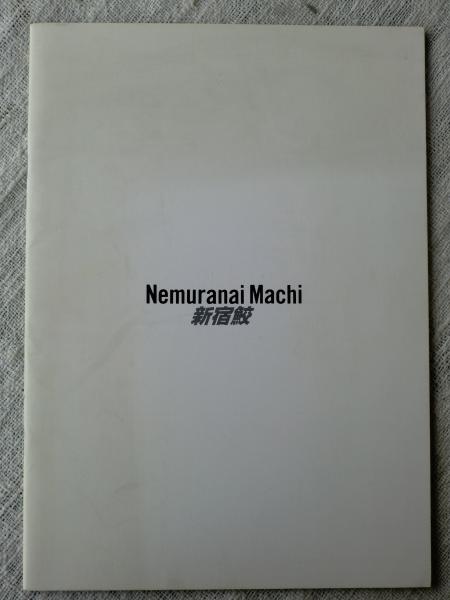 Nemuranai Machi
新宿鮫